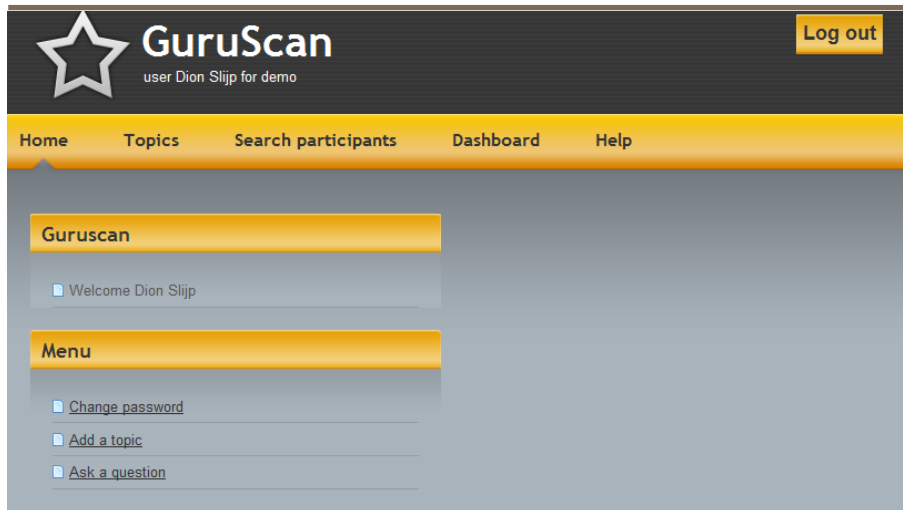 GuruScan
user Dion Slijp for demo
Log out
Home Topics Search participants Dashboard Help
Guruscan
Welcome Dion Slijp
Menu
Change password
Add a topic
Ask a question